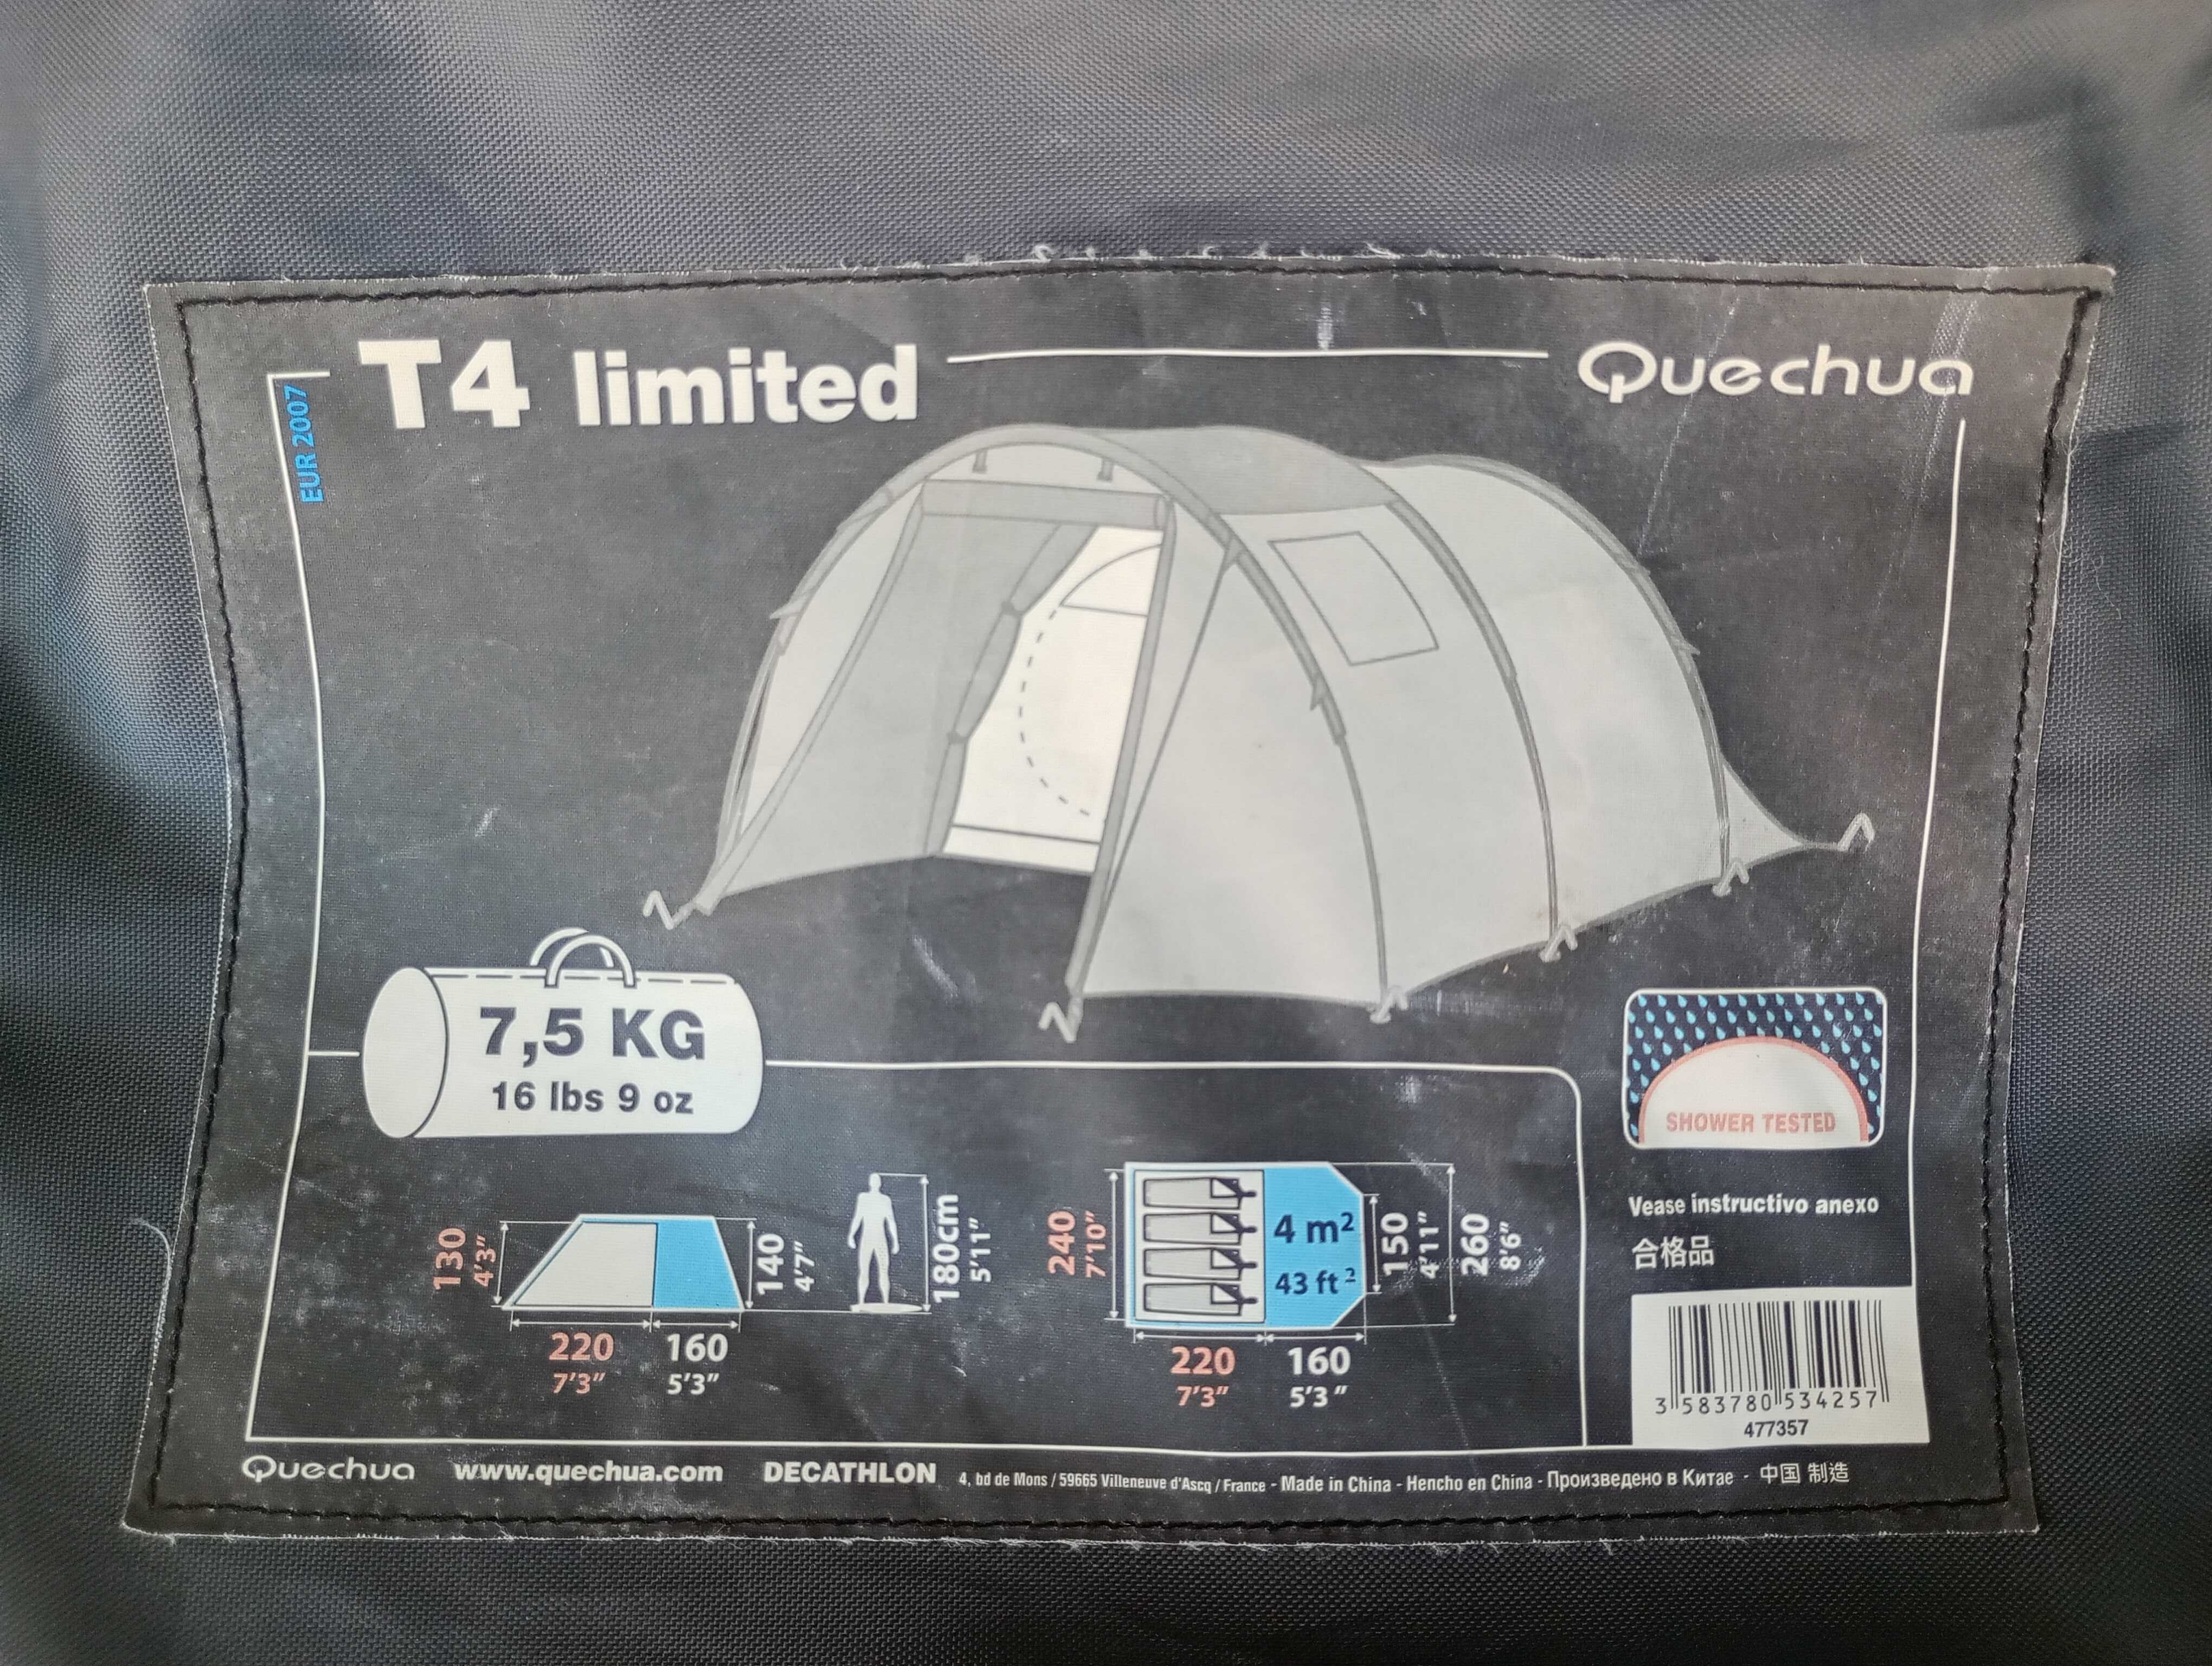 T4 limited
Quechua
EUR 2007
7,5 KG
16 lbs 9 oz
SHOWER TESTED
130
4'3"
140
4'7"
180cm
5'11"
220
7'3"
160
5'3"
240
7'10"
4 m²
43 ft²
150
4'11"
260
8'6"
220
7'3"
160
5'3"
Vease instructivo anexo
合格品
3 583780 534257
477357
Quechua www.quechua.com DECATHLON 4, bd de Mons / 59665 Villeneuve d'Ascq / France - Made in China - Hencho en China - Произведено в Китае - 中国 制造